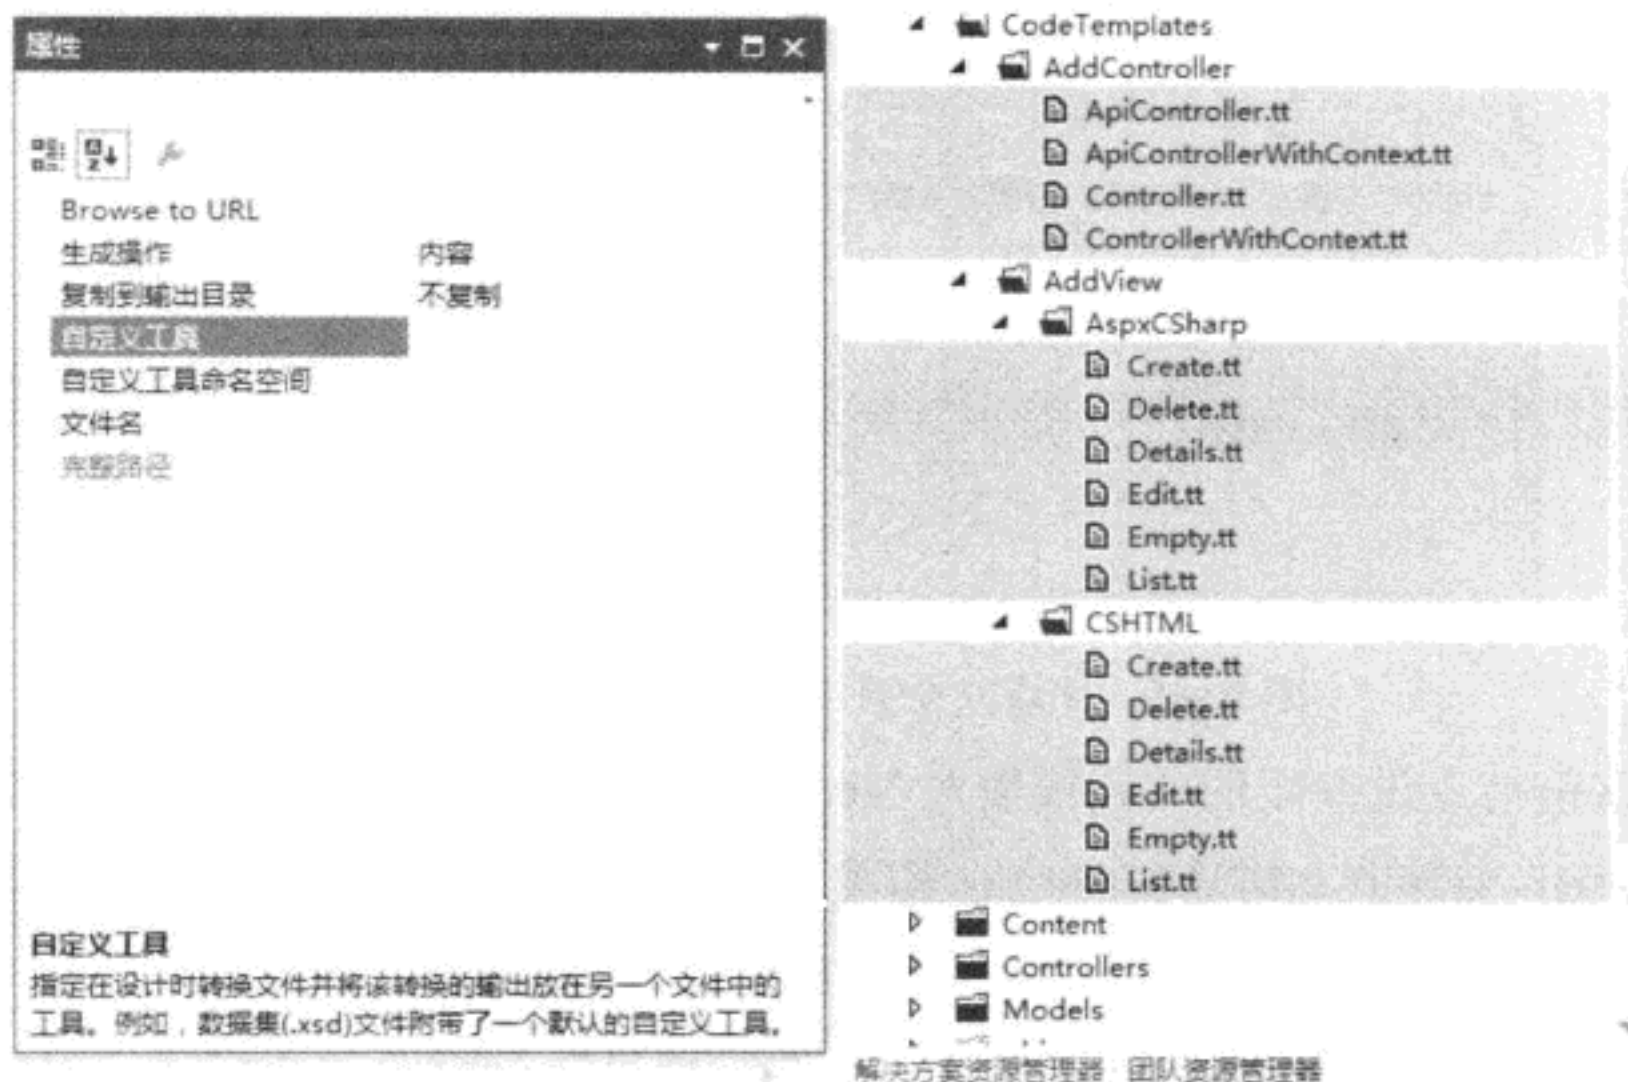 属性
Browse to URL
生成操作 内容
复制到输出目录 不复制
自定义工具
自定义工具命名空间
文件名
完整路径
自定义工具
指定在设计时转换文件并将该转换的输出放在另一个文件中的
工具。例如，数据集(.xsd)文件附带了一个默认的自定义工具。
CodeTemplates
AddController
ApiController.tt
ApiControllerWithContext.tt
Controller.tt
ControllerWithContext.tt
AddView
AspxCSharp
Create.tt
Delete.tt
Details.tt
Edit.tt
Empty.tt
List.tt
CSHTML
Create.tt
Delete.tt
Details.tt
Edit.tt
Empty.tt
List.tt
Content
Controllers
Models
解决方案资源管理器 团队资源管理器